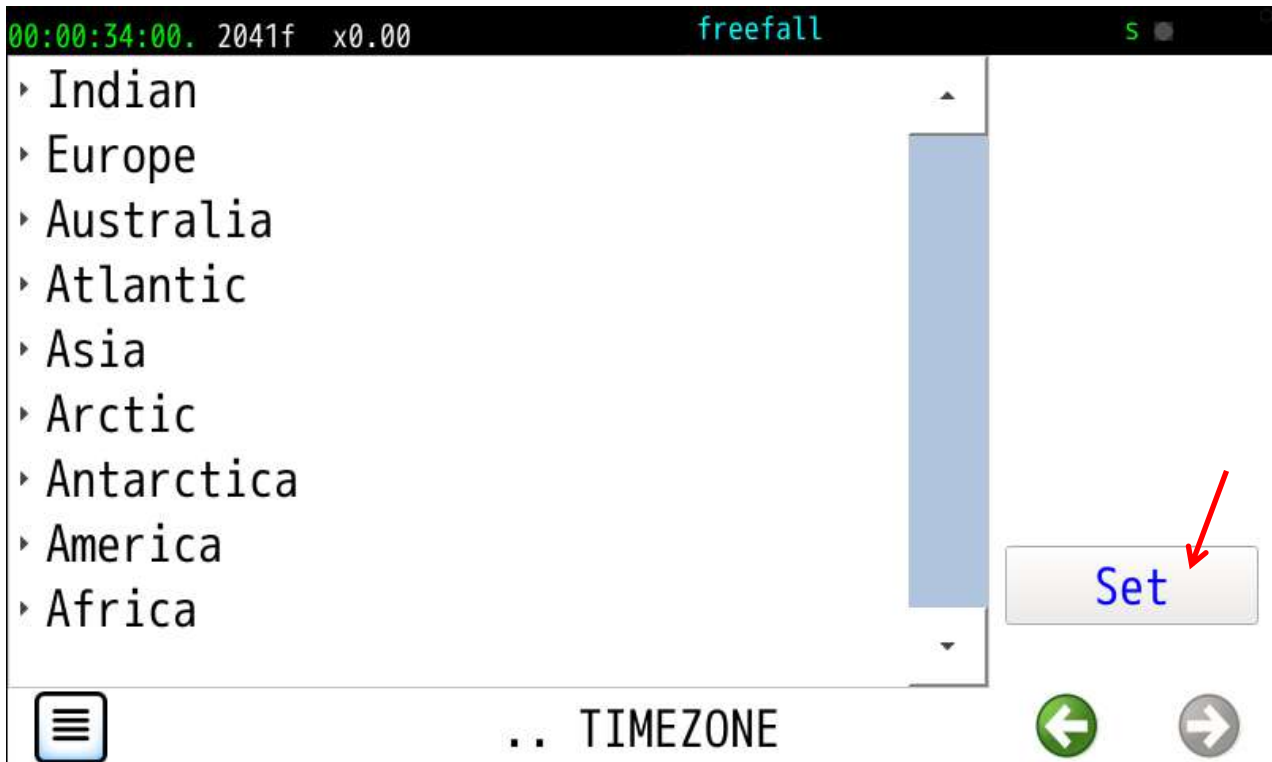 00:00:34:00. 2041f x0.00 freefall S
Indian
Europe
Australia
Atlantic
Asia
Arctic
Antarctica
America
Africa
Set
.. TIMEZONE